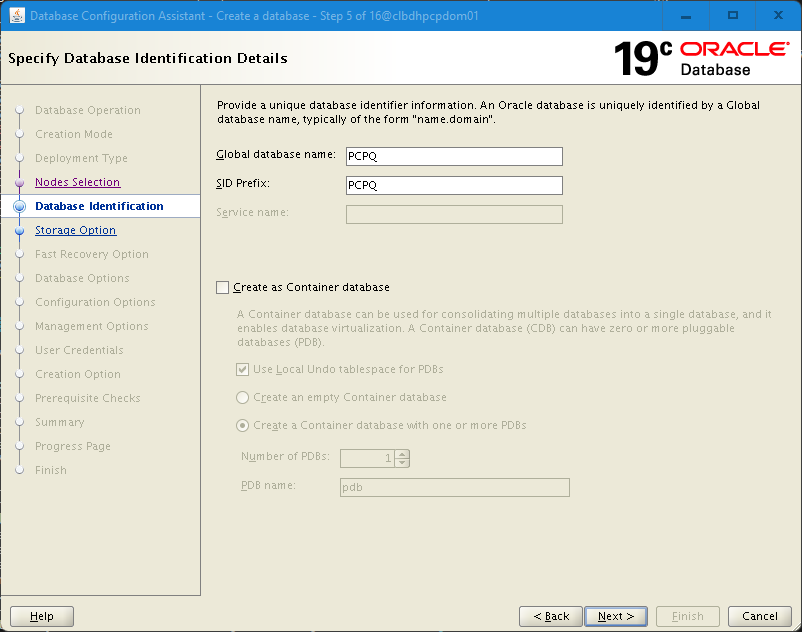 Database Configuration Assistant - Create a database - Step 5 of 16@clbdhpcpdom01
Specify Database Identification Details
19c ORACLE
Database
Database Operation
Creation Mode
Deployment Type
Nodes Selection
Database Identification
Storage Option
Fast Recovery Option
Database Options
Configuration Options
Management Options
User Credentials
Creation Option
Prerequisite Checks
Summary
Progress Page
Finish
Provide a unique database identifier information. An Oracle database is uniquely identified by a Global
database name, typically of the form "name.domain".
Global database name: PCPQ
SID Prefix: PCPQ
Service name:
Create as Container database
A Container database can be used for consolidating multiple databases into a single database, and it
enables database virtualization. A Container database (CDB) can have zero or more pluggable
databases (PDB).
Use Local Undo tablespace for PDBs
Create an empty Container database
Create a Container database with one or more PDBs
Number of PDBs: 1
PDB name: pdb
Help
< Back
Next >
Finish
Cancel